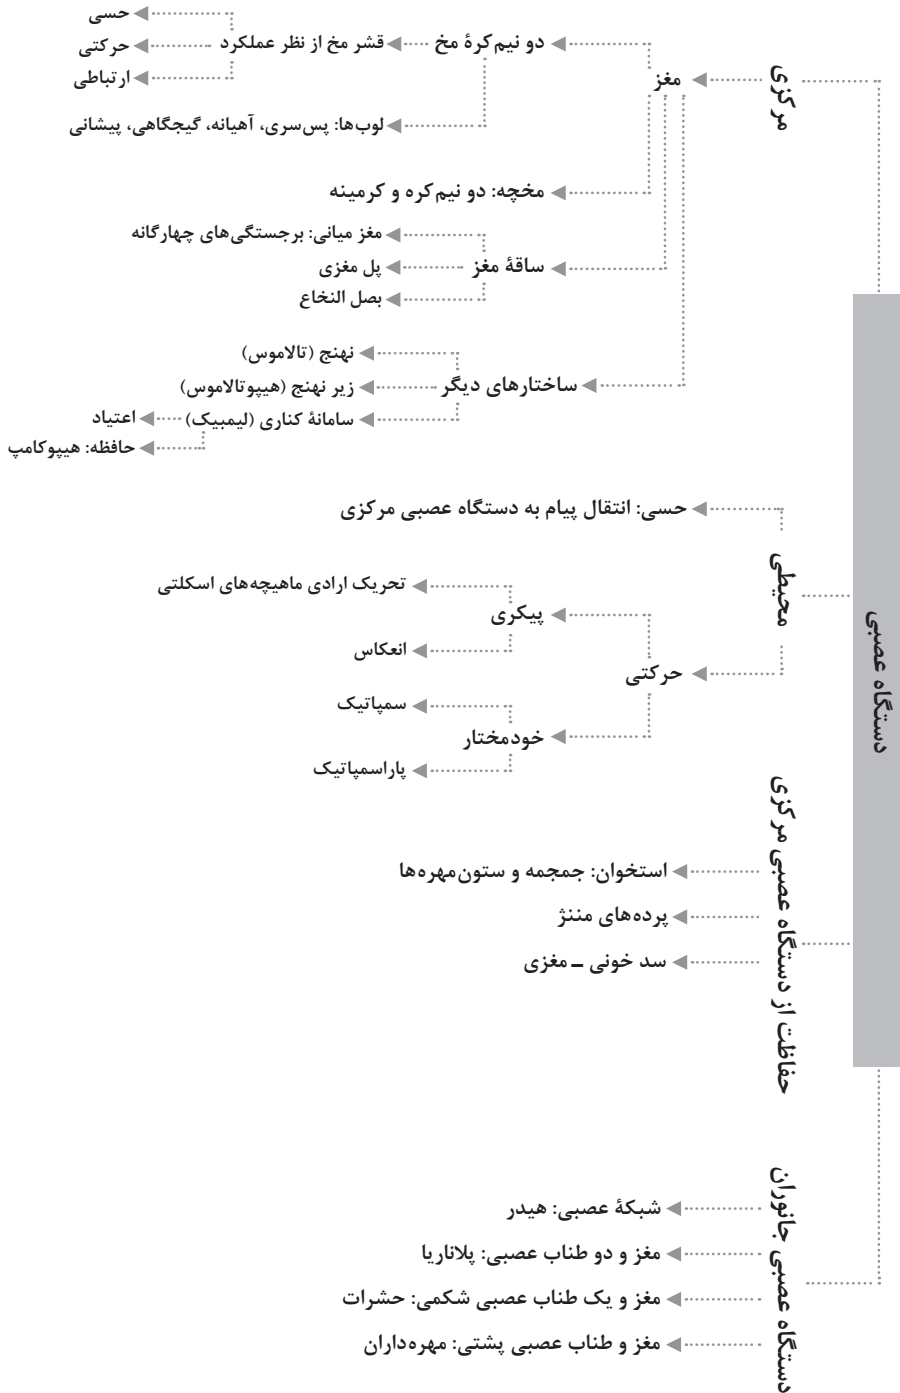 دستگاه عصبی
مرکزی
مغز
دو نیم‌کرهٔ مخ
قشر مخ از نظر عملکرد
حسی
حرکتی
ارتباطی
لوب‌ها: پس‌سری، آهیانه، گیجگاهی، پیشانی
مخچه: دو نیم‌کره و کرمینه
ساقهٔ مغز
مغز میانی: برجستگی‌های چهارگانه
پل مغزی
بصل النخاع
ساختارهای دیگر
نهنج (تالاموس)
زیر نهنج (هیپوتالاموس)
سامانهٔ کناری (لیمبیک)
اعتیاد
حافظه: هیپوکامپ
محیطی
حسی: انتقال پیام به دستگاه عصبی مرکزی
حرکتی
پیکری
تحریک ارادی ماهیچه‌های اسکلتی
انعکاس
خودمختار
سمپاتیک
پاراسمپاتیک
حفاظت از دستگاه عصبی مرکزی
استخوان: جمجمه و ستون‌مهره‌ها
پرده‌های مننژ
سد خونی ـ مغزی
دستگاه عصبی جانوران
شبکهٔ عصبی: هیدر
مغز و دو طناب عصبی: پلاناریا
مغز و یک طناب عصبی شکمی: حشرات
مغز و طناب عصبی پشتی: مهره‌داران